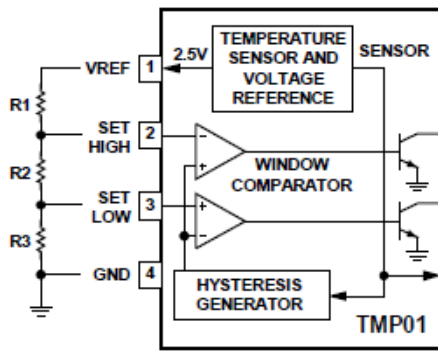 TEMPERATURE
SENSOR AND
VOLTAGE
REFERENCE
SENSOR
VREF 1 2.5V
R1
SET
HIGH 2
R2
WINDOW
COMPARATOR
SET
LOW 3
R3
GND 4
HYSTERESIS
GENERATOR
TMP01